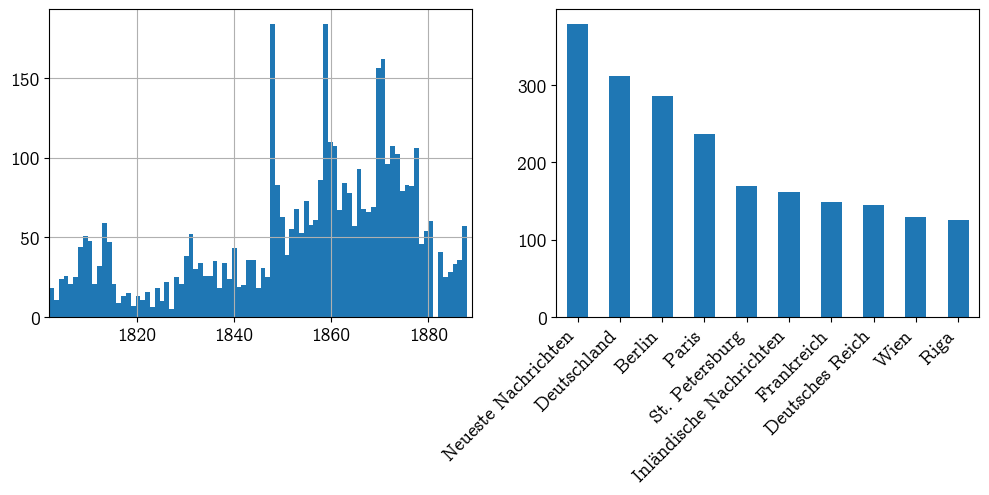 150
100
50
0
1820 1840 1860 1880
300
200
100
0
Neueste Nachrichten
Deutschland
Berlin
Paris
St. Petersburg
Inländische Nachrichten
Frankreich
Deutsches Reich
Wien
Riga